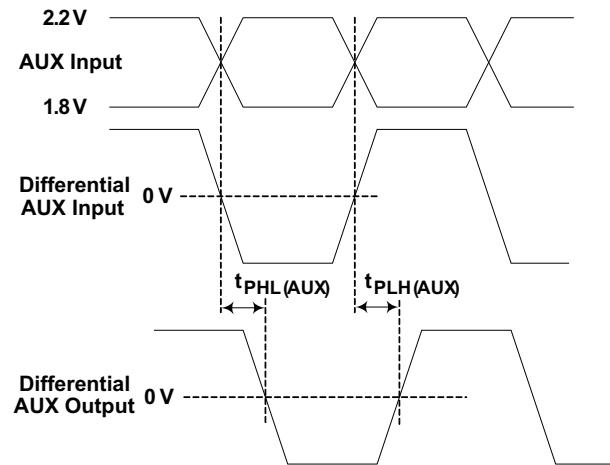 2.2 V
AUX Input
1.8 V
Differential
AUX Input
0 V
tPHL(AUX)
tPLH(AUX)
Differential
AUX Output
0 V